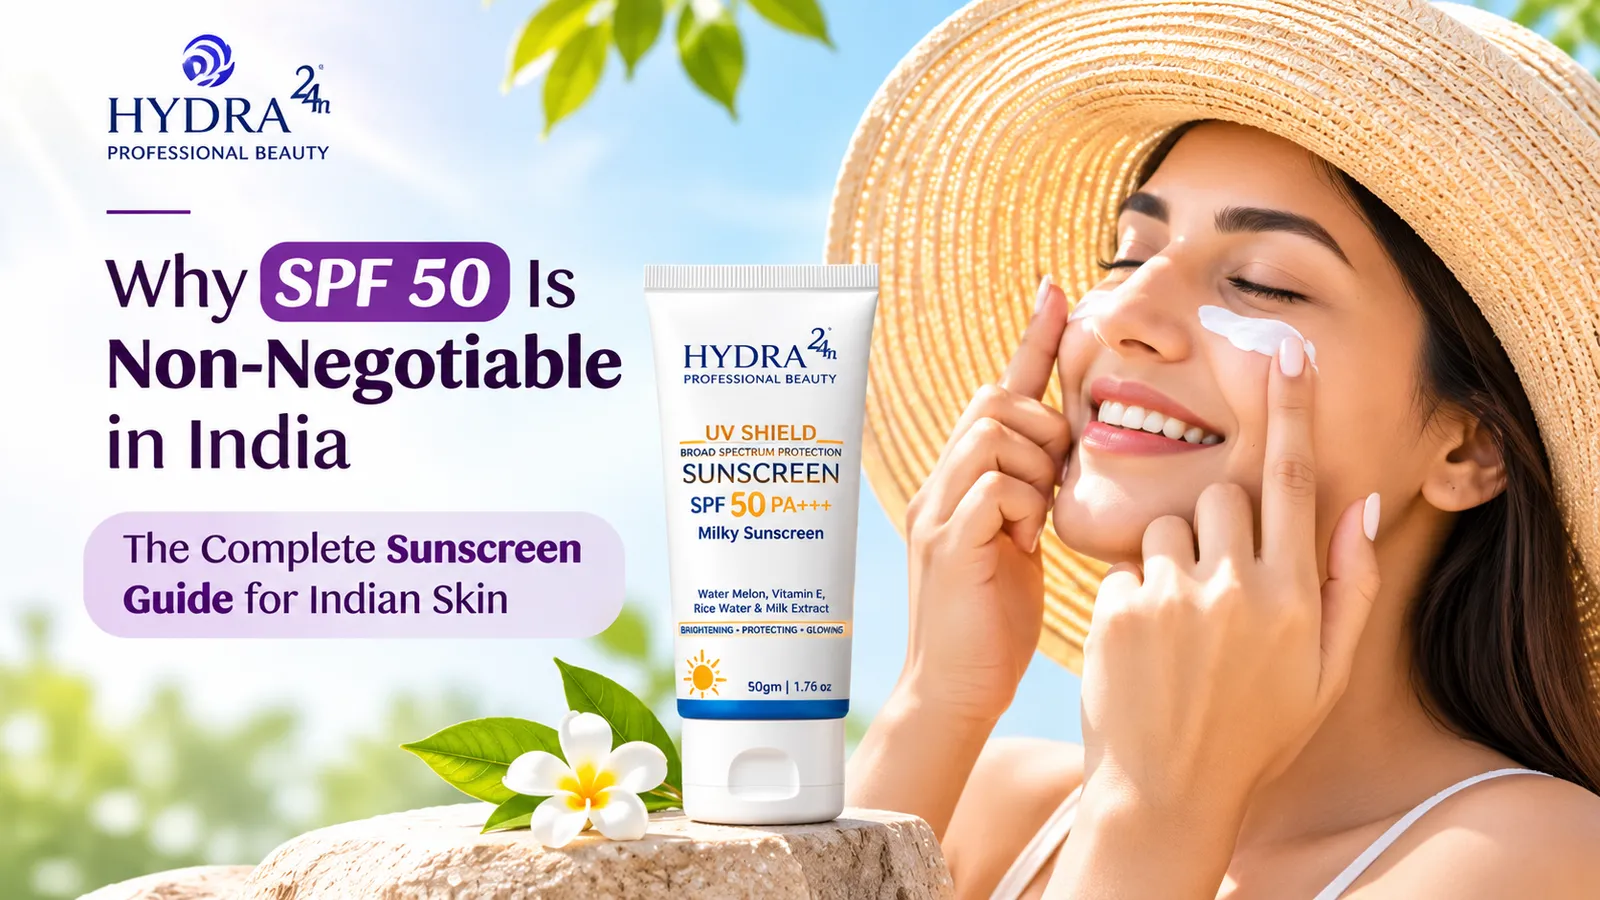 HYDRA 24n
PROFESSIONAL BEAUTY
Why SPF 50 Is
Non-Negotiable
in India
The Complete Sunscreen
Guide for Indian Skin
HYDRA 24n
PROFESSIONAL BEAUTY
UV SHIELD
BROAD SPECTRUM PROTECTION
SUNSCREEN
SPF 50 PA+++
Milky Sunscreen
Water Melon, Vitamin E,
Rice Water & Milk Extract
BRIGHTENING • PROTECTING • GLOWING
50gm | 1.76 oz